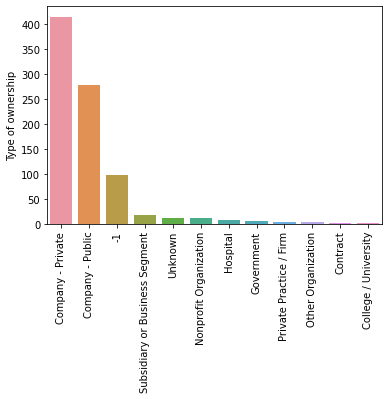 400
350
300
250
200
150
100
50
0
Type of ownership
Company - Private
Company - Public
-1
Subsidiary or Business Segment
Unknown
Nonprofit Organization
Hospital
Government
Private Practice / Firm
Other Organization
Contract
College / University